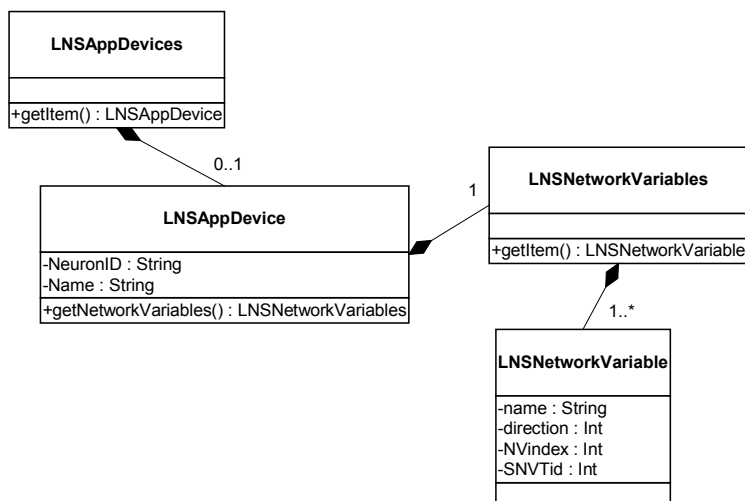 LNSAppDevices
+getItem() : LNSAppDevice
0..1
LNSAppDevice
-NeuronID : String
-Name : String
+getNetworkVariables() : LNSNetworkVariables
1
LNSNetworkVariables
+getItem() : LNSNetworkVariable
1..*
LNSNetworkVariable
-name : String
-direction : Int
-NVindex : Int
-SNVTid : Int